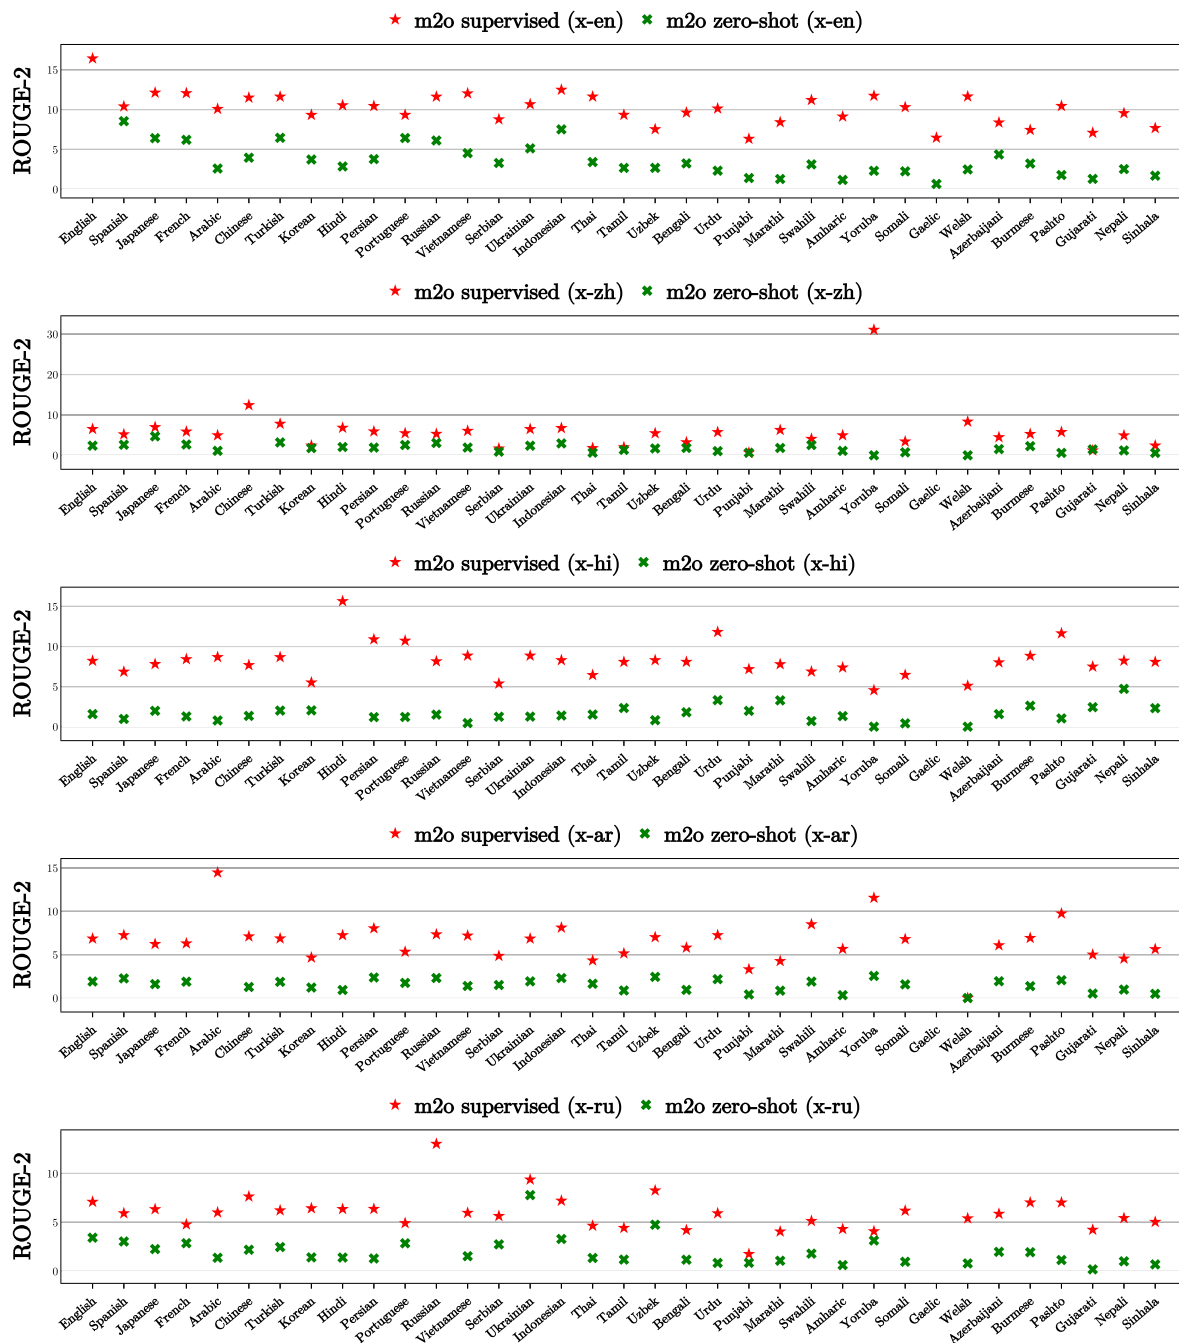 m2o supervised (x-en) m2o zero-shot (x-en)
ROUGE-2
15
10
5
0
English Spanish Japanese French Arabic Chinese Turkish Korean Hindi Persian Portuguese Russian Vietnamese Serbian Ukrainian Indonesian Thai Tamil Uzbek Bengali Urdu Punjabi Marathi Swahili Amharic Yoruba Somali Gaelic Welsh Azerbaijani Burmese Pashto Gujarati Nepali Sinhala
m2o supervised (x-zh) m2o zero-shot (x-zh)
ROUGE-2
30
20
10
0
English Spanish Japanese French Arabic Chinese Turkish Korean Hindi Persian Portuguese Russian Vietnamese Serbian Ukrainian Indonesian Thai Tamil Uzbek Bengali Urdu Punjabi Marathi Swahili Amharic Yoruba Somali Gaelic Welsh Azerbaijani Burmese Pashto Gujarati Nepali Sinhala
m2o supervised (x-hi) m2o zero-shot (x-hi)
ROUGE-2
15
10
5
0
English Spanish Japanese French Arabic Chinese Turkish Korean Hindi Persian Portuguese Russian Vietnamese Serbian Ukrainian Indonesian Thai Tamil Uzbek Bengali Urdu Punjabi Marathi Swahili Amharic Yoruba Somali Gaelic Welsh Azerbaijani Burmese Pashto Gujarati Nepali Sinhala
m2o supervised (x-ar) m2o zero-shot (x-ar)
ROUGE-2
15
10
5
0
English Spanish Japanese French Arabic Chinese Turkish Korean Hindi Persian Portuguese Russian Vietnamese Serbian Ukrainian Indonesian Thai Tamil Uzbek Bengali Urdu Punjabi Marathi Swahili Amharic Yoruba Somali Gaelic Welsh Azerbaijani Burmese Pashto Gujarati Nepali Sinhala
m2o supervised (x-ru) m2o zero-shot (x-ru)
ROUGE-2
10
5
0
English Spanish Japanese French Arabic Chinese Turkish Korean Hindi Persian Portuguese Russian Vietnamese Serbian Ukrainian Indonesian Thai Tamil Uzbek Bengali Urdu Punjabi Marathi Swahili Amharic Yoruba Somali Gaelic Welsh Azerbaijani Burmese Pashto Gujarati Nepali Sinhala